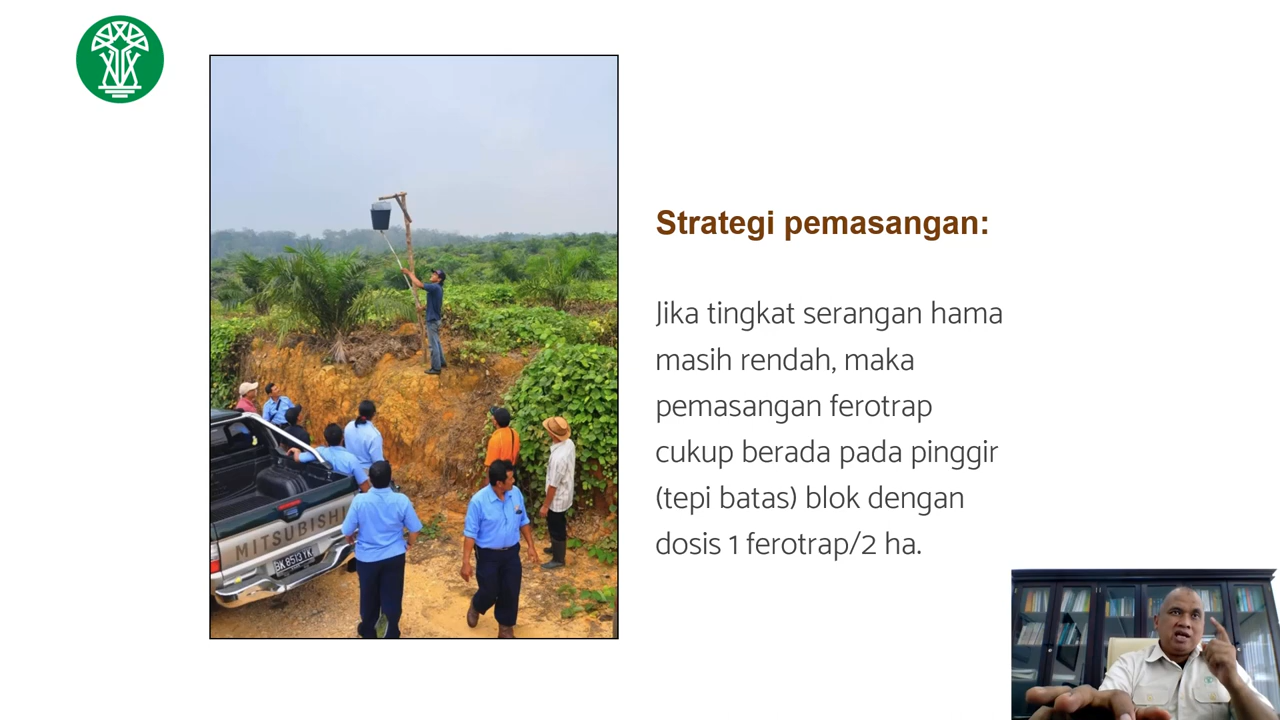 Strategi pemasangan:
Jika tingkat serangan hama
masih rendah, maka
pemasangan ferotrap
cukup berada pada pinggir
(tepi batas) blok dengan
dosis 1 ferotrap/2 ha.
MITSUBISHI
BK 8513 YK